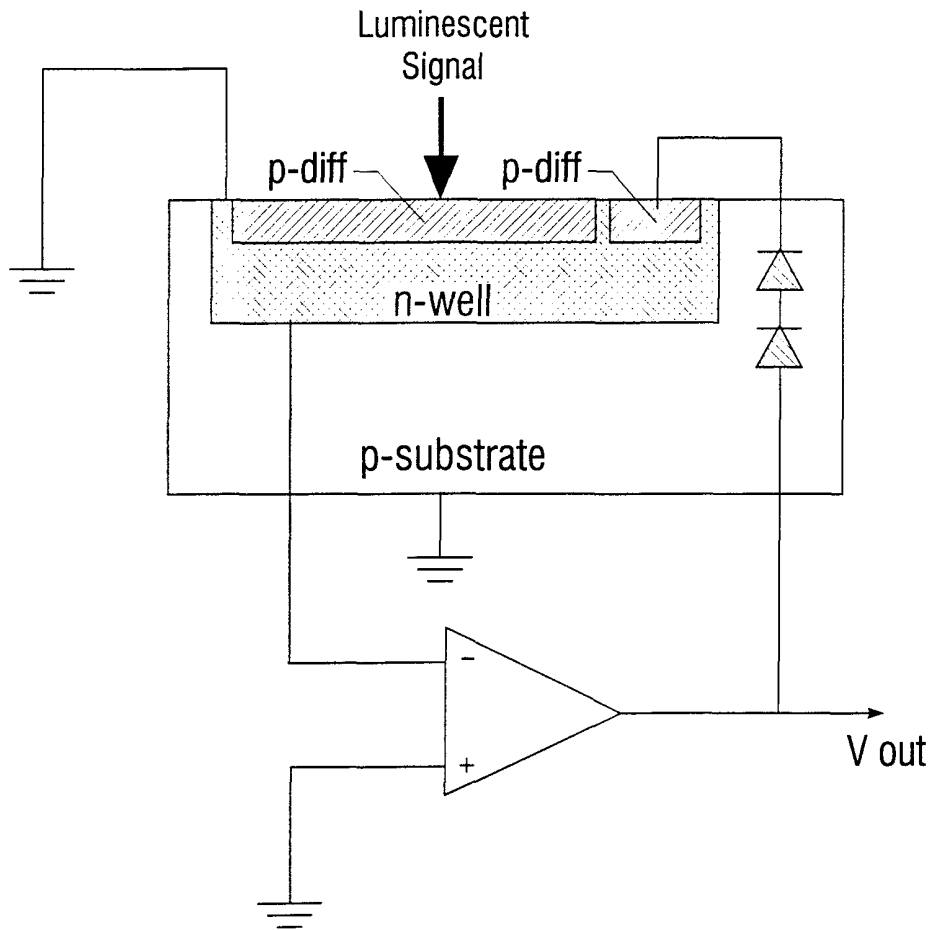 Luminescent
Signal
p-diff
p-diff
n-well
p-substrate
-
+
V out